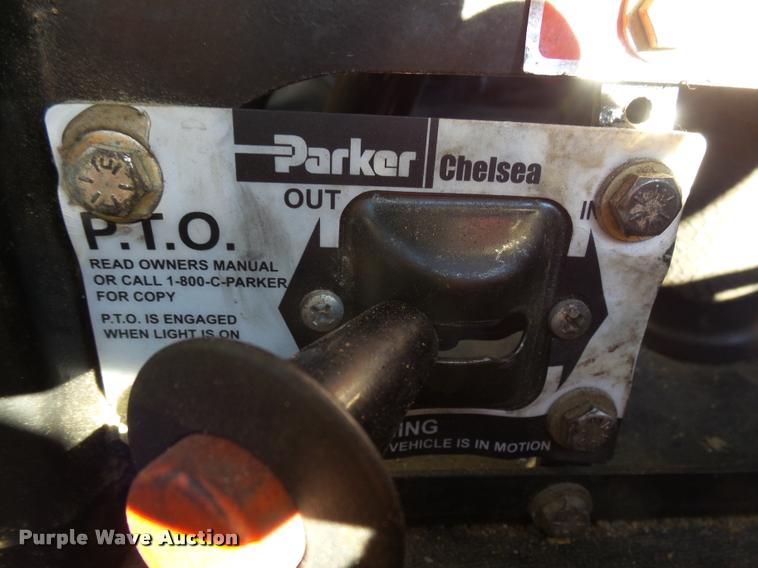 Parker Chelsea
OUT
IN
P.T.O.
READ OWNERS MANUAL
OR CALL 1-800-C-PARKER
FOR COPY
P.T.O. IS ENGAGED
WHEN LIGHT IS ON
VEHICLE IS IN MOTION
Purple Wave Auction